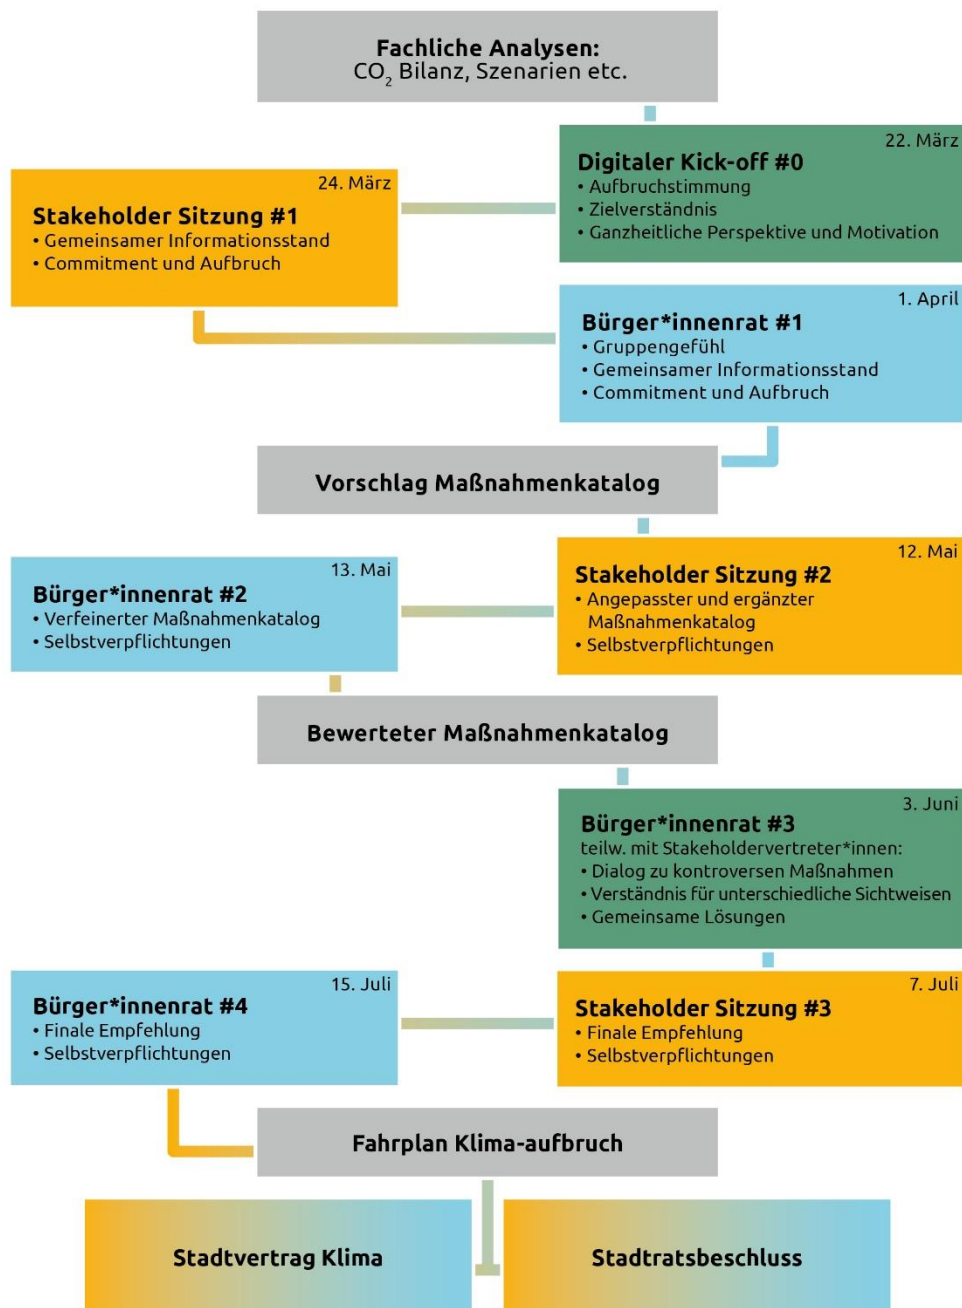 Fachliche Analysen:
CO₂ Bilanz, Szenarien etc.
22. März
Digitaler Kick-off #0
• Aufbruchstimmung
• Zielverständnis
• Ganzheitliche Perspektive und Motivation
24. März
Stakeholder Sitzung #1
• Gemeinsamer Informationsstand
• Commitment und Aufbruch
1. April
Bürger*innenrat #1
• Gruppengefühl
• Gemeinsamer Informationsstand
• Commitment und Aufbruch
Vorschlag Maßnahmenkatalog
12. Mai
Stakeholder Sitzung #2
• Angepasster und ergänzter
Maßnahmenkatalog
• Selbstverpflichtungen
13. Mai
Bürger*innenrat #2
• Verfeinerter Maßnahmenkatalog
• Selbstverpflichtungen
Bewerteter Maßnahmenkatalog
3. Juni
Bürger*innenrat #3
teilw. mit Stakeholdervertreter*innen:
• Dialog zu kontroversen Maßnahmen
• Verständnis für unterschiedliche Sichtweisen
• Gemeinsame Lösungen
7. Juli
Stakeholder Sitzung #3
• Finale Empfehlung
• Selbstverpflichtungen
15. Juli
Bürger*innenrat #4
• Finale Empfehlung
• Selbstverpflichtungen
Fahrplan Klima-aufbruch
Stadtvertrag Klima
Stadtratsbeschluss